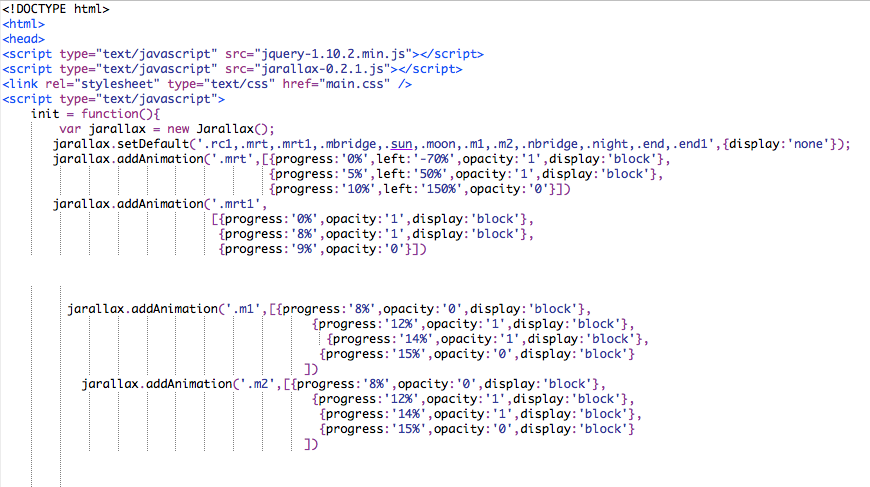 <!DOCTYPE html>
<html>
<head>
<script type="text/javascript" src="jquery-1.10.2.min.js"></script>
<script type="text/javascript" src="jarallax-0.2.1.js"></script>
<link rel="stylesheet" type="text/css" href="main.css" />
<script type="text/javascript">
init = function(){
var jarallax = new Jarallax();
jarallax.setDefault('.rc1,.mrt,.mrt1,.mbridge,.sun,.moon,.m1,.m2,.nbridge,.night,.end,.end1',{display:'none'});
jarallax.addAnimation('.mrt',[{progress:'0%',left:'-70%',opacity:'1',display:'block'},
{progress:'5%',left:'50%',opacity:'1',display:'block'},
{progress:'10%',left:'150%',opacity:'0'}])
jarallax.addAnimation('.mrt1',
[{progress:'0%',opacity:'1',display:'block'},
{progress:'8%',opacity:'1',display:'block'},
{progress:'9%',opacity:'0'}])
jarallax.addAnimation('.m1',[{progress:'8%',opacity:'0',display:'block'},
{progress:'12%',opacity:'1',display:'block'},
{progress:'14%',opacity:'1',display:'block'},
{progress:'15%',opacity:'0',display:'block'}
])
jarallax.addAnimation('.m2',[{progress:'8%',opacity:'0',display:'block'},
{progress:'12%',opacity:'1',display:'block'},
{progress:'14%',opacity:'1',display:'block'},
{progress:'15%',opacity:'0',display:'block'}
])